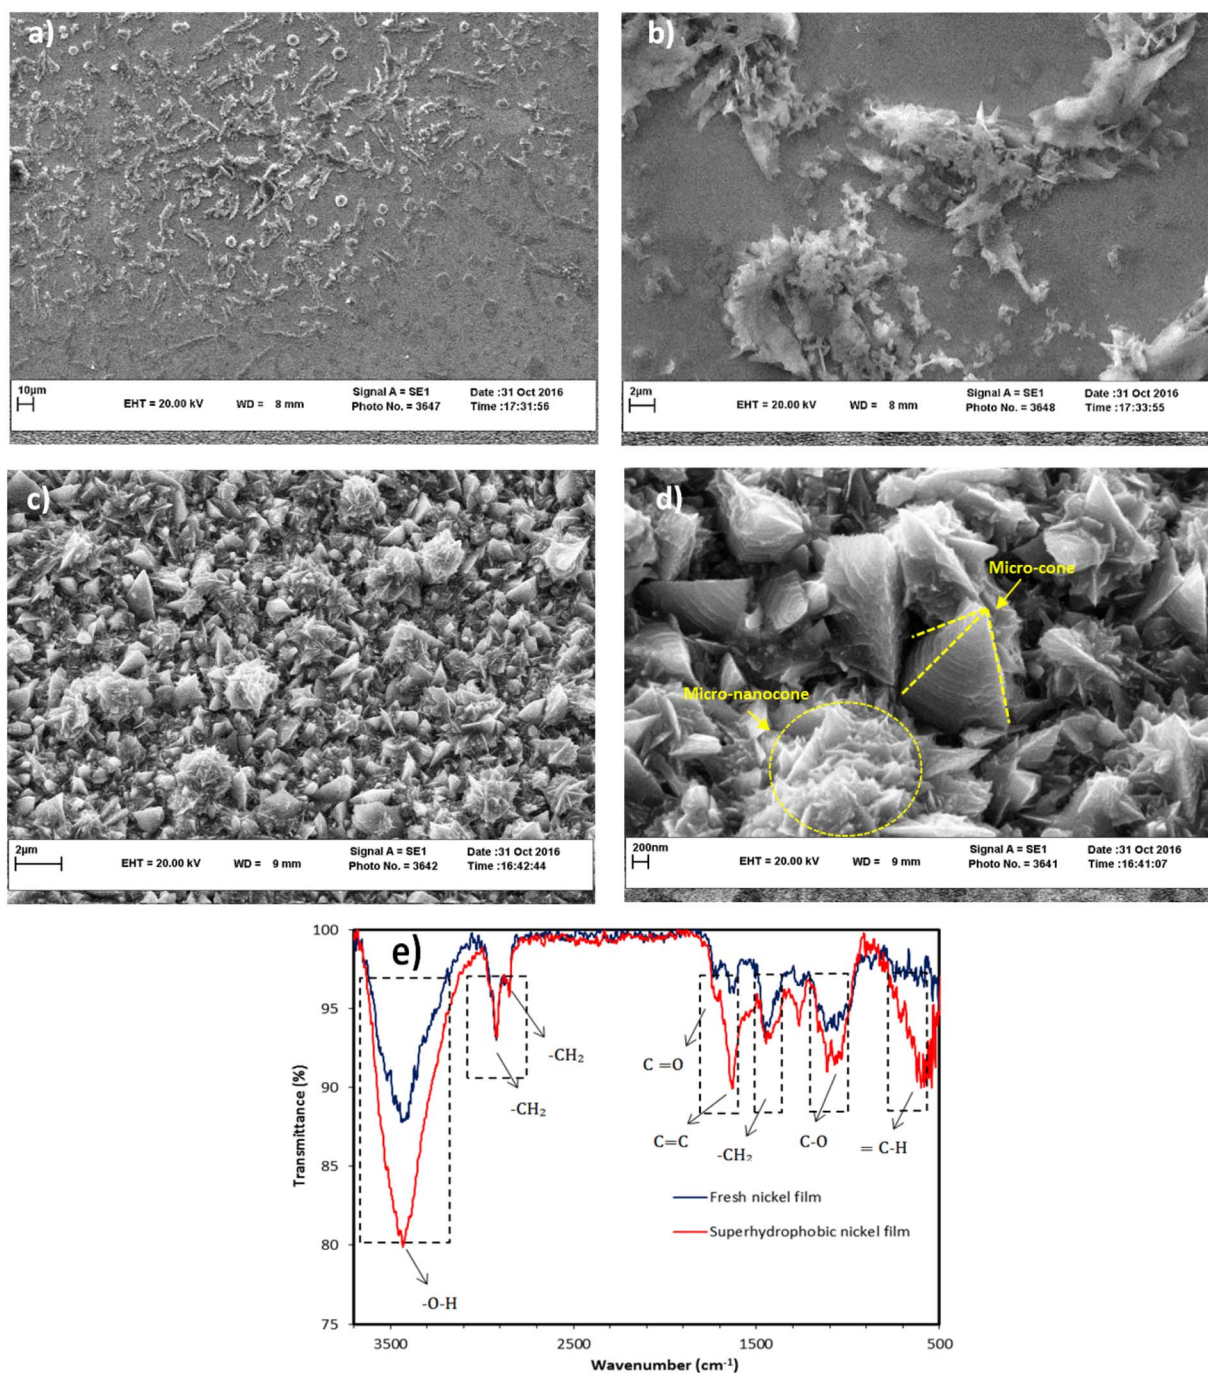 a)
10µm
EHT = 20.00 kV
WD = 8 mm
Signal A = SE1
Photo No. = 3647
Date :31 Oct 2016
Time :17:31:56
b)
2µm
EHT = 20.00 kV
WD = 8 mm
Signal A = SE1
Photo No. = 3648
Date :31 Oct 2016
Time :17:33:55
c)
2µm
EHT = 20.00 kV
WD = 9 mm
Signal A = SE1
Photo No. = 3642
Date :31 Oct 2016
Time :16:42:44
d)
Micro-cone
Micro-nanocone
200nm
EHT = 20.00 kV
WD = 9 mm
Signal A = SE1
Photo No. = 3641
Date :31 Oct 2016
Time :16:41:07
e)
100
95
90
85
80
75
Transmittance (%)
-O-H
-CH₂
-CH₂
C =O
C=C
-CH₂
C-O
= C-H
Fresh nickel film
Superhydrophobic nickel film
3500
2500
1500
500
Wavenumber (cm⁻¹)